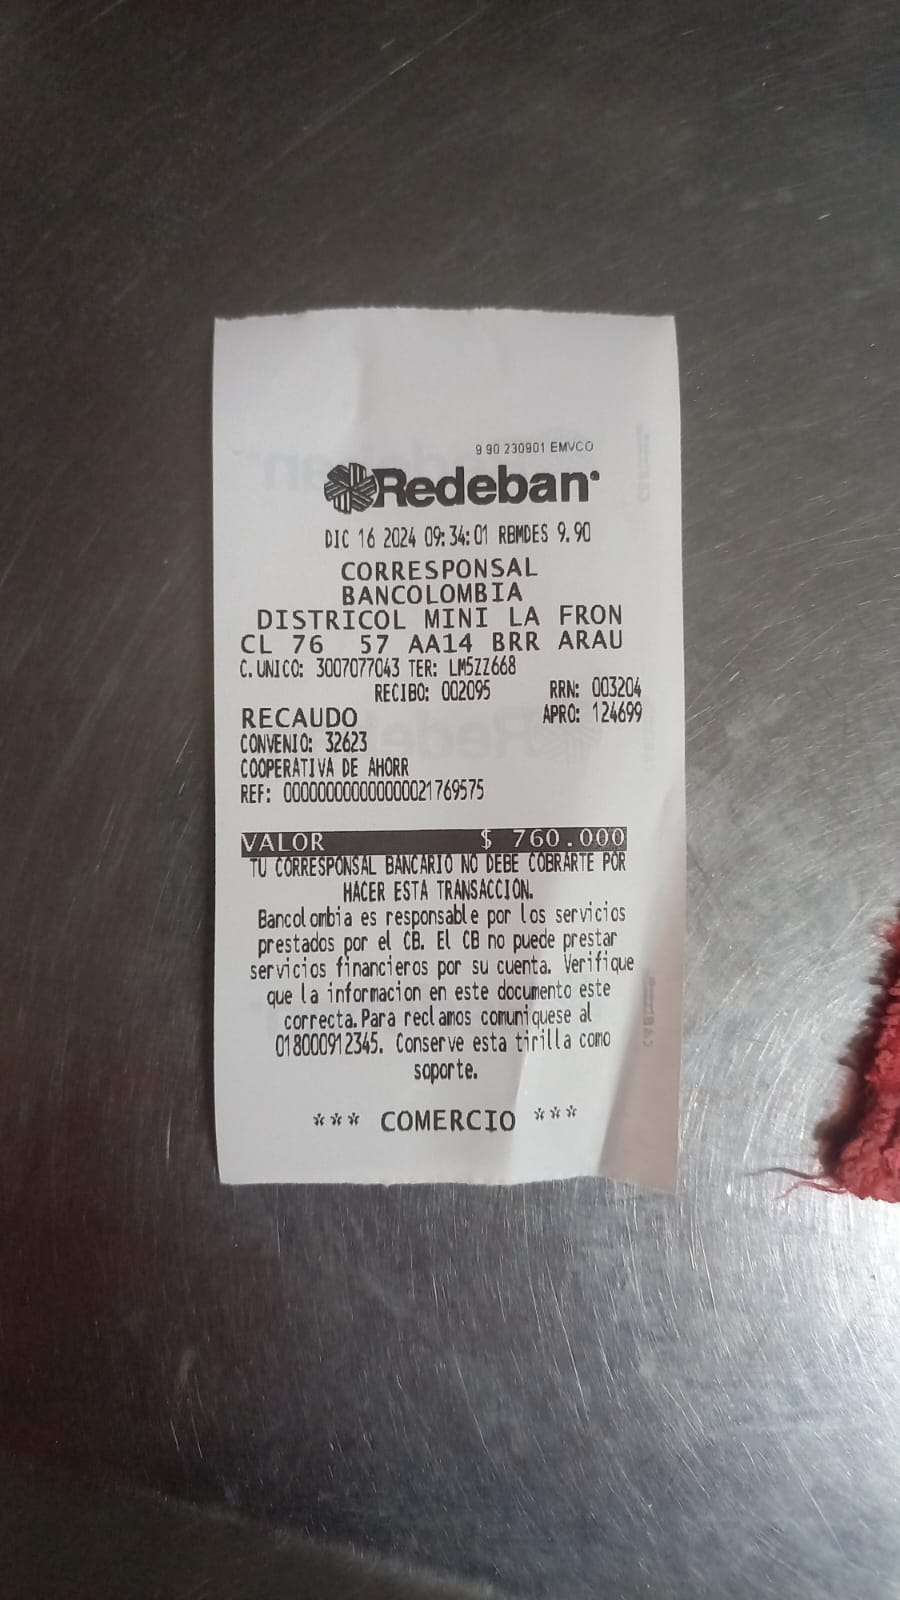 9 90 230901 EMVCO
Redeban
DIC 16 2024 09:34:01 RBMDES 9.90
CORRESPONSAL
BANCOLOMBIA
DISTRICOL MINI LA FRON
CL 76 57 AA14 BRR ARAU
C. UNICO: 3007077043 TER: LM5ZZ668
RECIBO: 002095 RRN: 003204
RECAUDO APRO: 124699
CONVENIO: 32623
COOPERATIVA DE AHORR
REF: 000000000000000021769575
VALOR $ 760.000
TU CORRESPONSAL BANCARIO NO DEBE COBRARTE POR
HACER ESTA TRANSACCION.
Bancolombia es responsable por los servicios
prestados por el CB. El CB no puede prestar
servicios financieros por su cuenta. Verifique
que la informacion en este documento este
correcta.Para reclamos comuniquese al
018000912345. Conserve esta tirilla como
soporte.
*** COMERCIO ***